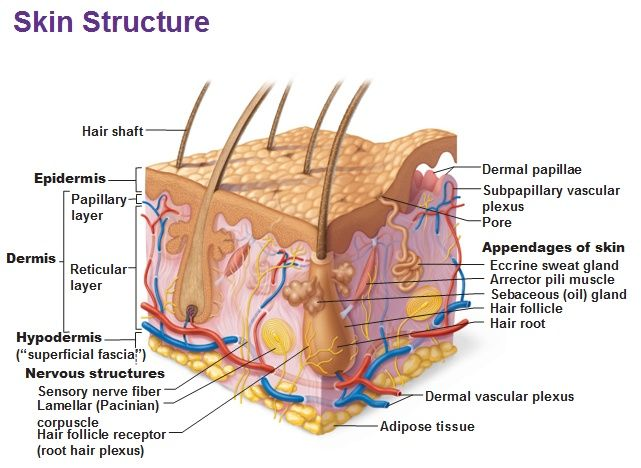 Skin Structure
Hair shaft
Epidermis
Papillary
layer
Dermis
Reticular
layer
Hypodermis
("superficial fascia")
Nervous structures
Sensory nerve fiber
Lamellar (Pacinian)
corpuscle
Hair follicle receptor
(root hair plexus)
Dermal papillae
Subpapillary vascular
plexus
Pore
Appendages of skin
Eccrine sweat gland
Arrector pili muscle
Sebaceous (oil) gland
Hair follicle
Hair root
Dermal vascular plexus
Adipose tissue